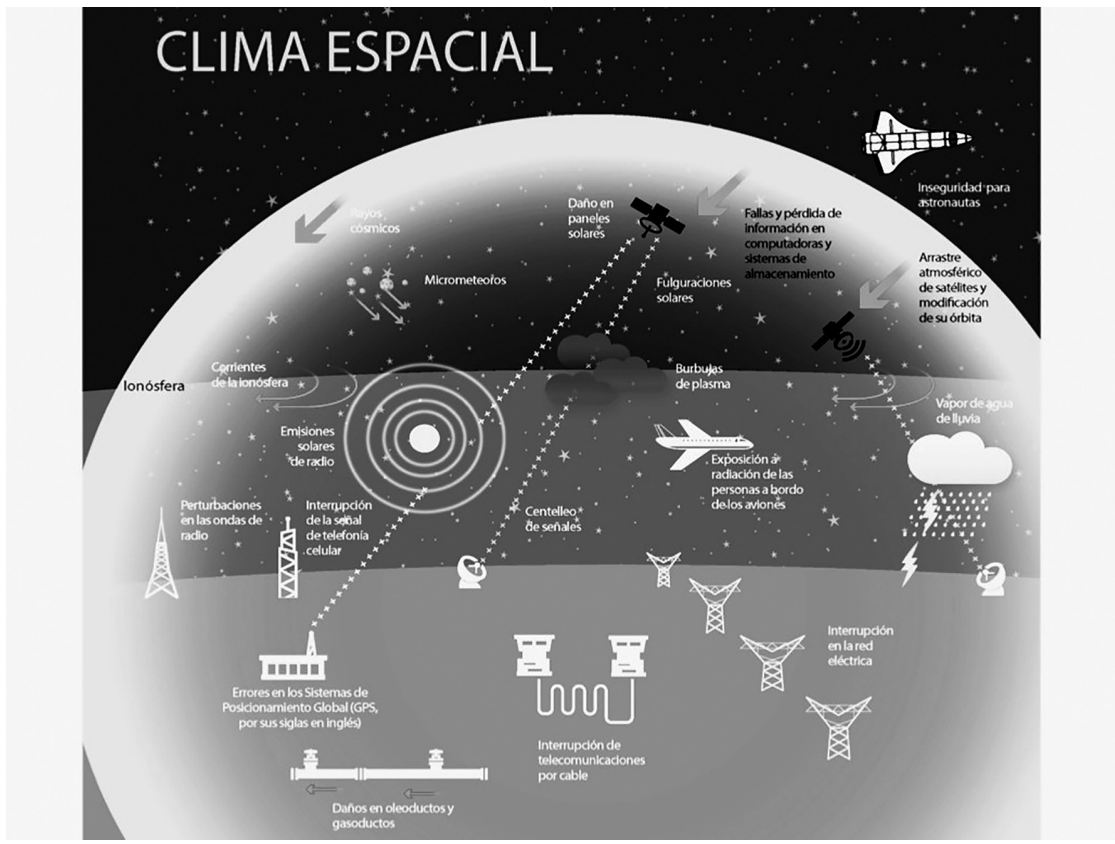 CLIMA ESPACIAL
Inseguridad para
astronautas
Rayos
cósmicos
Daño en
paneles
solares
Fallas y pérdida de
información en
computadoras y
sistemas de
almacenamiento
Arrastre
atmosférico
de satélites y
modificación
de su órbita
Micrometeoros
Fulguraciones
solares
Corrientes
de la ionósfera
Ionósfera
Burbujas
de plasma
Vapor de agua
de lluvia
Emisiones
solares
de radio
Exposición a
radiación de las
personas a bordo
de los aviones
Perturbaciones
en las ondas de
radio
Interrupción
de la señal
de telefonía
celular
Centelleo
de señales
Interrupción
en la red
eléctrica
Errores en los Sistemas de
Posicionamiento Global (GPS,
por sus siglas en inglés)
Interrupción de
telecomunicaciones
por cable
Daños en oleoductos y
gasoductos